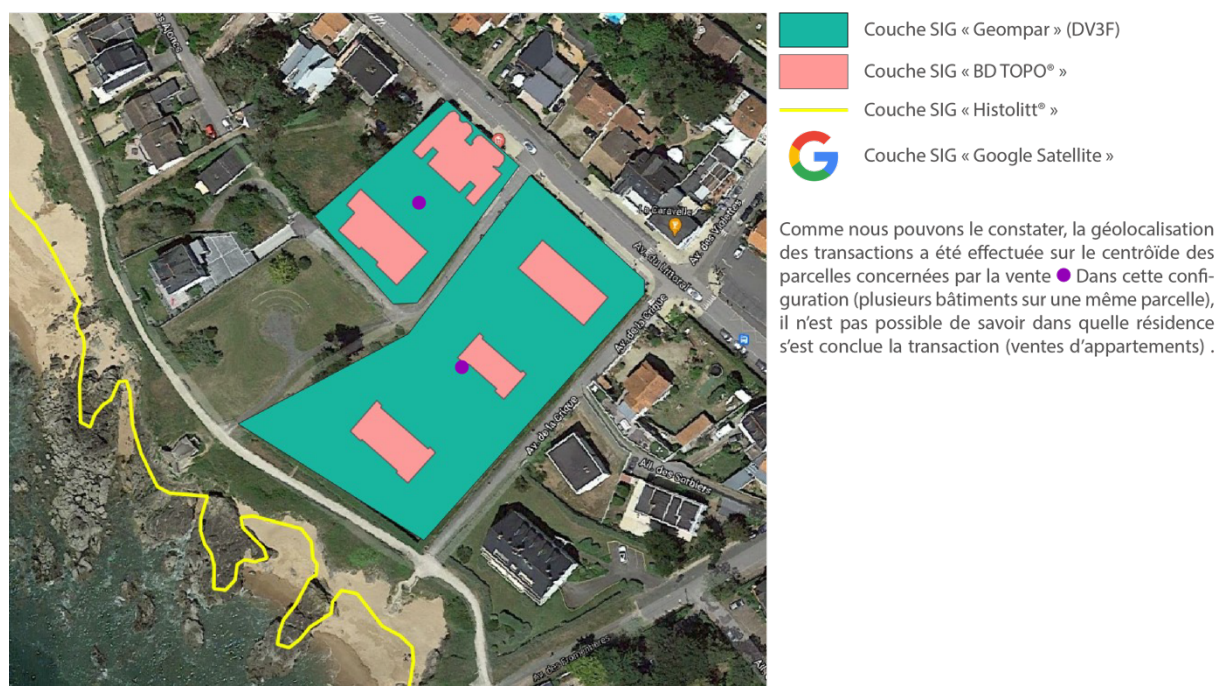 Couche SIG « Geompar » (DV3F)
Couche SIG « BD TOPO® »
Couche SIG « Histolitt® »
Couche SIG « Google Satellite »
Comme nous pouvons le constater, la géolocalisation
des transactions a été effectuée sur le centroïde des
parcelles concernées par la vente Dans cette confi-
guration (plusieurs bâtiments sur une même parcelle),
il n'est pas possible de savoir dans quelle résidence
s'est conclue la transaction (ventes d'appartements) .
La caravelle
Av. du Littoral
Av. de la Crique
Av. de la Crique
All. des Sorbiers